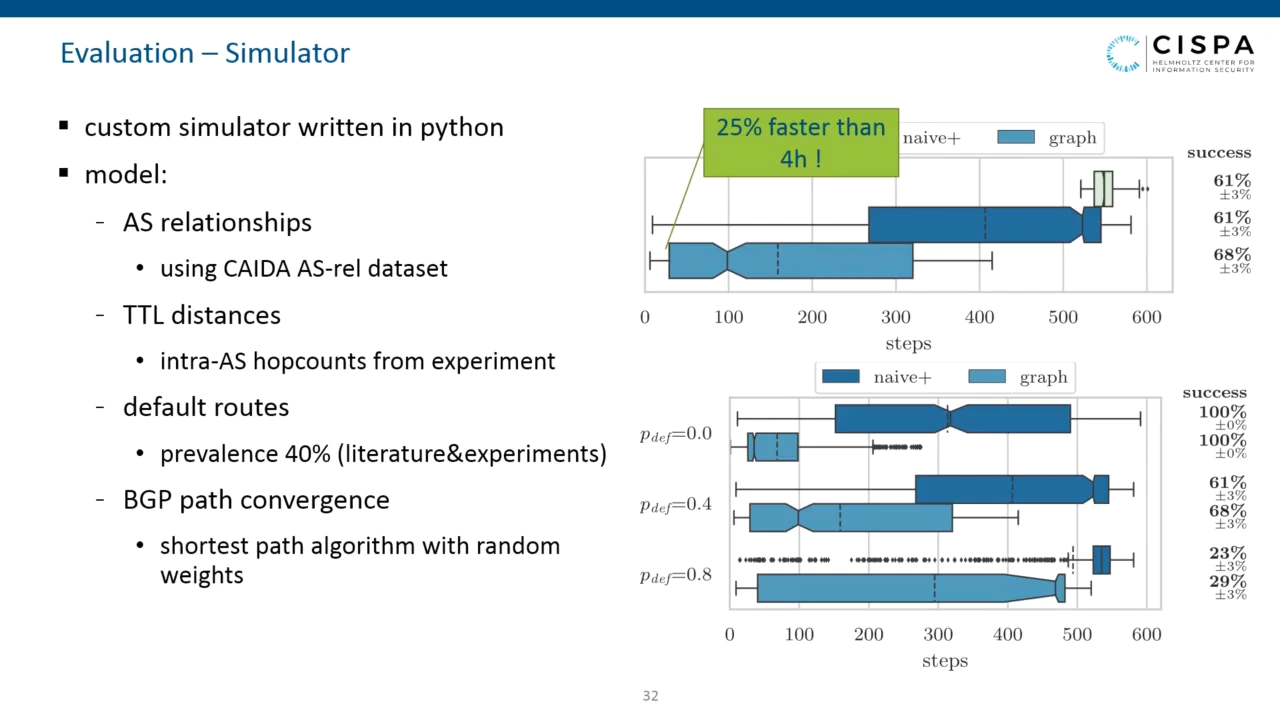 Evaluation – Simulator
CISPA
HELMHOLTZ CENTER FOR
INFORMATION SECURITY
▪ custom simulator written in python
▪ model:
- AS relationships
• using CAIDA AS-rel dataset
- TTL distances
• intra-AS hopcounts from experiment
- default routes
• prevalence 40% (literature&experiments)
- BGP path convergence
• shortest path algorithm with random
weights
25% faster than
4h !
naive+ graph
success
61%
±3%
61%
±3%
68%
±3%
0 100 200 300 400 500 600
steps
naive+ graph
success
p_def=0.0
100%
±0%
100%
±0%
p_def=0.4
61%
±3%
68%
±3%
p_def=0.8
23%
±3%
29%
±3%
0 100 200 300 400 500 600
steps
32